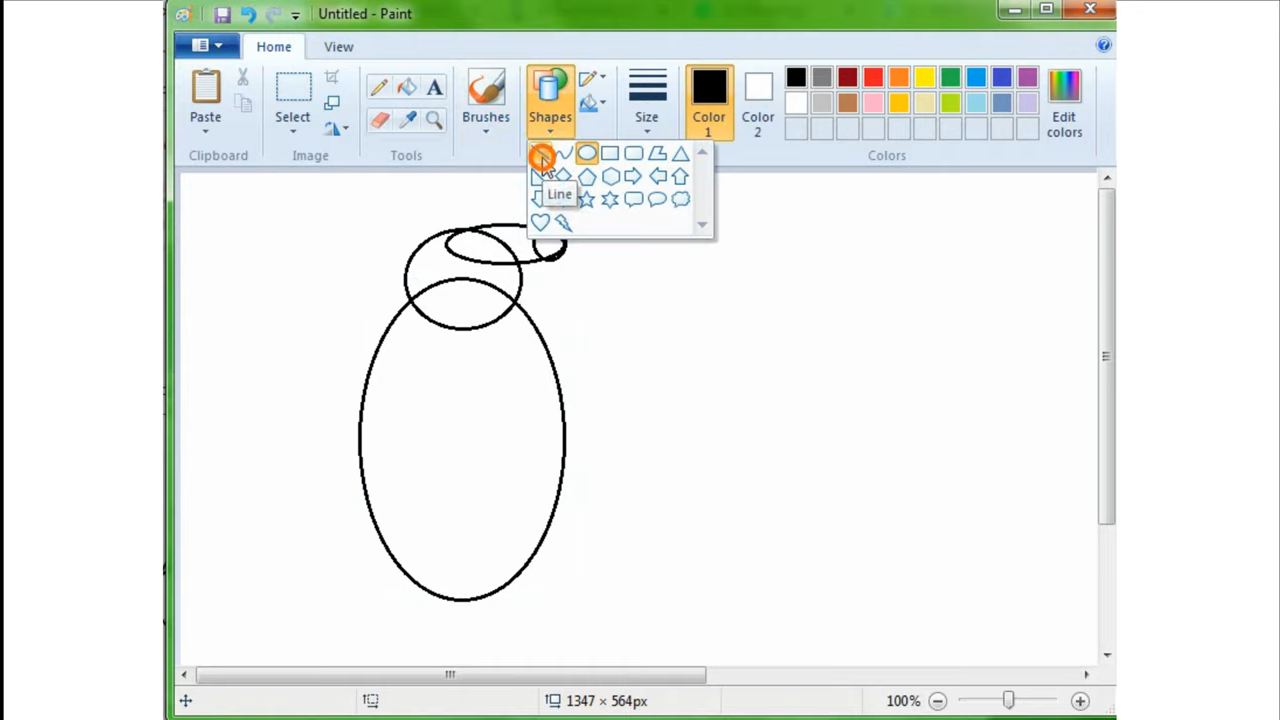 Untitled - Paint
Home View
Paste Select Brushes Shapes Size Color 1 Color 2 Edit colors
Clipboard Image Tools Colors
Line
1347 × 564px 100%